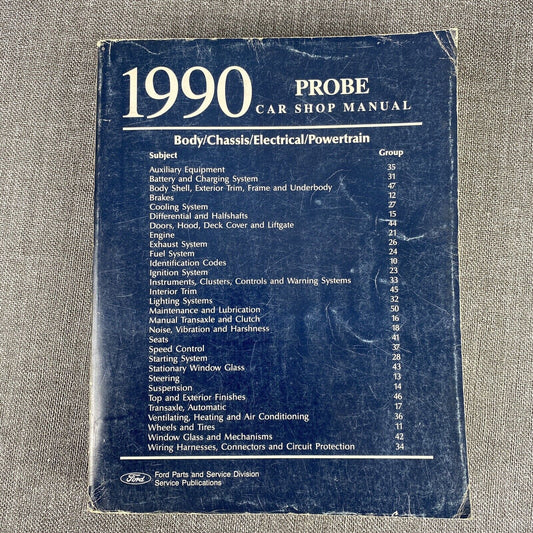 1990 PROBE
CAR SHOP MANUAL
Body/Chassis/Electrical/Powertrain
Subject Group
Auxiliary Equipment 35
Battery and Charging System 31
Body Shell, Exterior Trim, Frame and Underbody 47
Brakes 12
Cooling System 27
Differential and Halfshafts 15
Doors, Hood, Deck Cover and Liftgate 44
Engine 21
Exhaust System 26
Fuel System 24
Identification Codes 10
Ignition System 23
Instruments, Clusters, Controls and Warning Systems 33
Interior Trim 45
Lighting Systems 32
Maintenance and Lubrication 50
Manual Transaxle and Clutch 16
Noise, Vibration and Harshness 18
Seats 41
Speed Control 37
Starting System 28
Stationary Window Glass 43
Steering 13
Suspension 14
Top and Exterior Finishes 46
Transaxle, Automatic 17
Ventilating, Heating and Air Conditioning 36
Wheels and Tires 11
Window Glass and Mechanisms 42
Wiring Harnesses, Connectors and Circuit Protection 34
Ford Ford Parts and Service Division
Service Publications